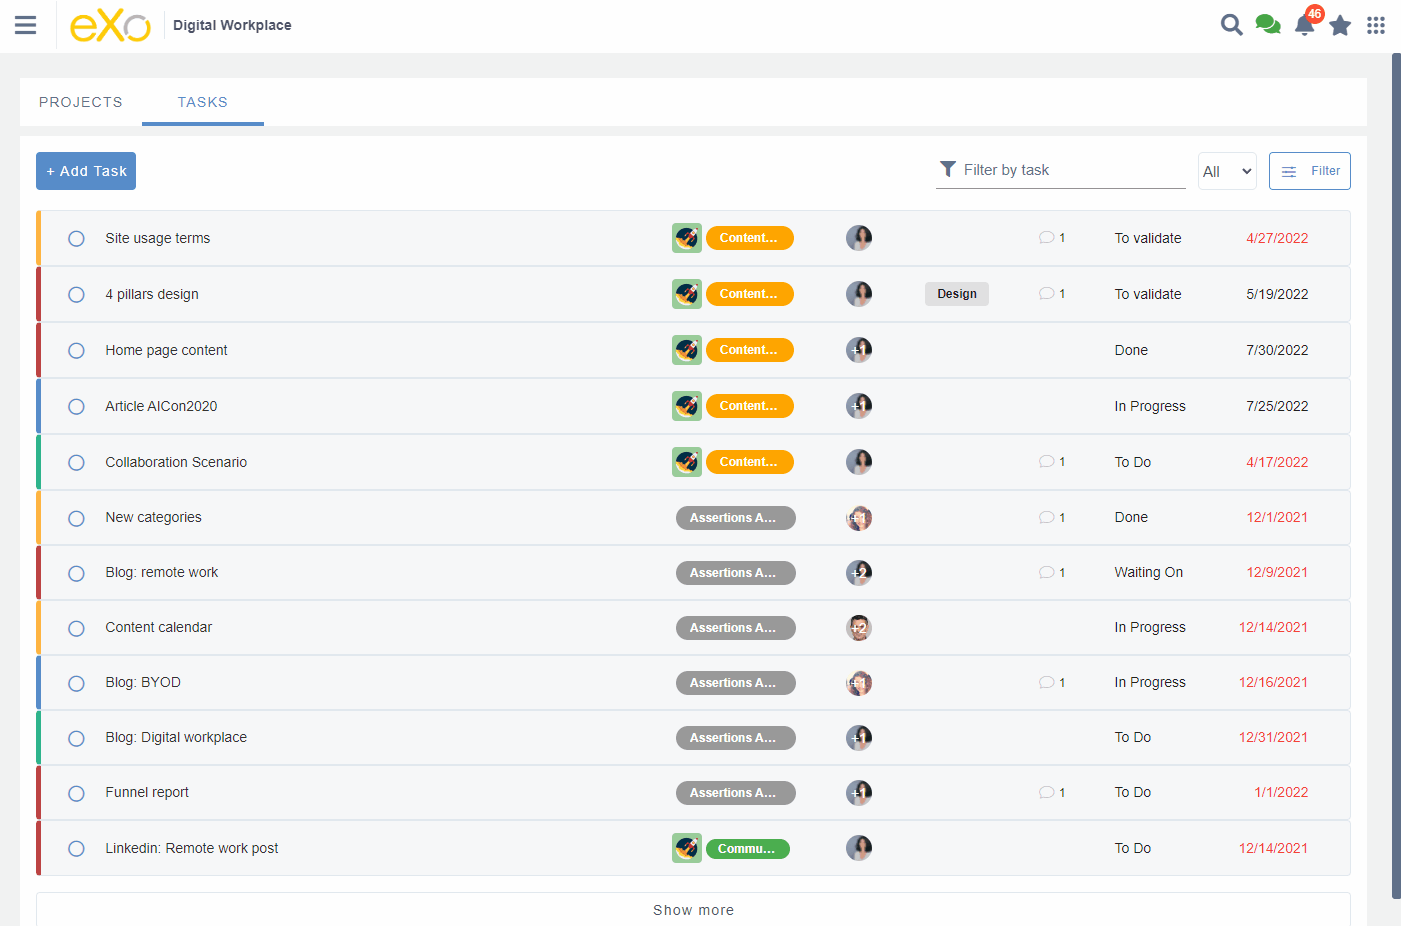 eXo Digital Workplace 46
PROJECTS TASKS
+ Add Task Filter by task All Filter
Site usage terms Content... 1 To validate 4/27/2022
4 pillars design Content... Design 1 To validate 5/19/2022
Home page content Content... +1 Done 7/30/2022
Article AICon2020 Content... +1 In Progress 7/25/2022
Collaboration Scenario Content... 1 To Do 4/17/2022
New categories Assertions A... +1 1 Done 12/1/2021
Blog: remote work Assertions A... +2 1 Waiting On 12/9/2021
Content calendar Assertions A... +2 In Progress 12/14/2021
Blog: BYOD Assertions A... +1 1 In Progress 12/16/2021
Blog: Digital workplace Assertions A... +1 To Do 12/31/2021
Funnel report Assertions A... +1 1 To Do 1/1/2022
Linkedin: Remote work post Commu... To Do 12/14/2021
Show more